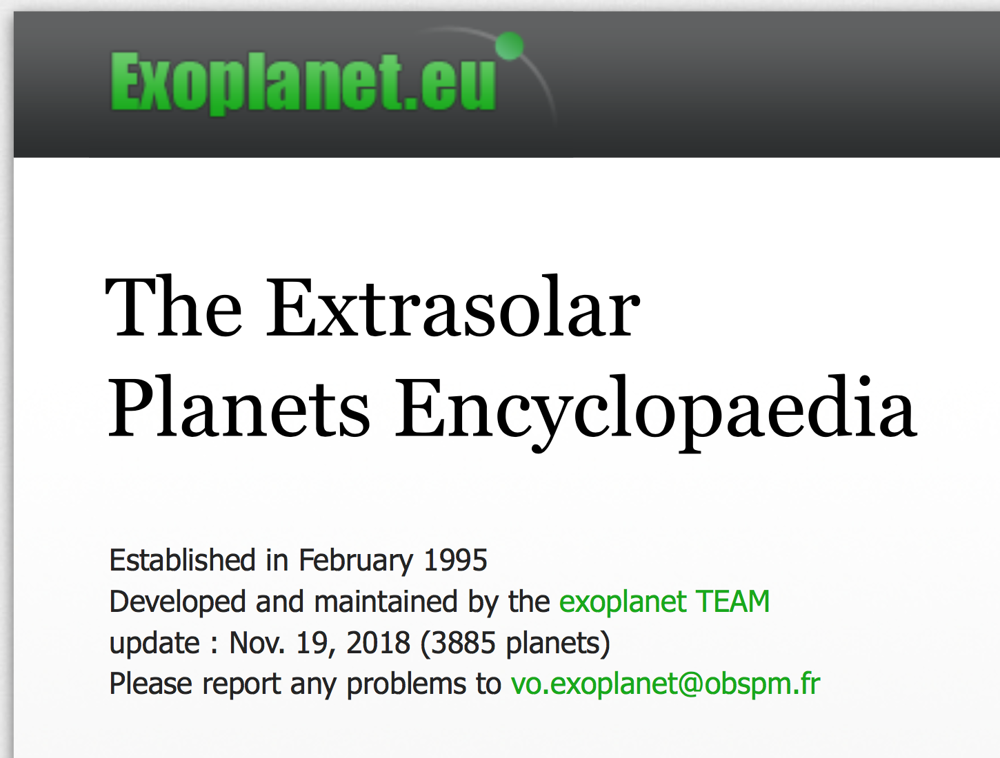 Exoplanet.eu
The Extrasolar
Planets Encyclopaedia
Established in February 1995
Developed and maintained by the exoplanet TEAM
update : Nov. 19, 2018 (3885 planets)
Please report any problems to vo.exoplanet@obspm.fr